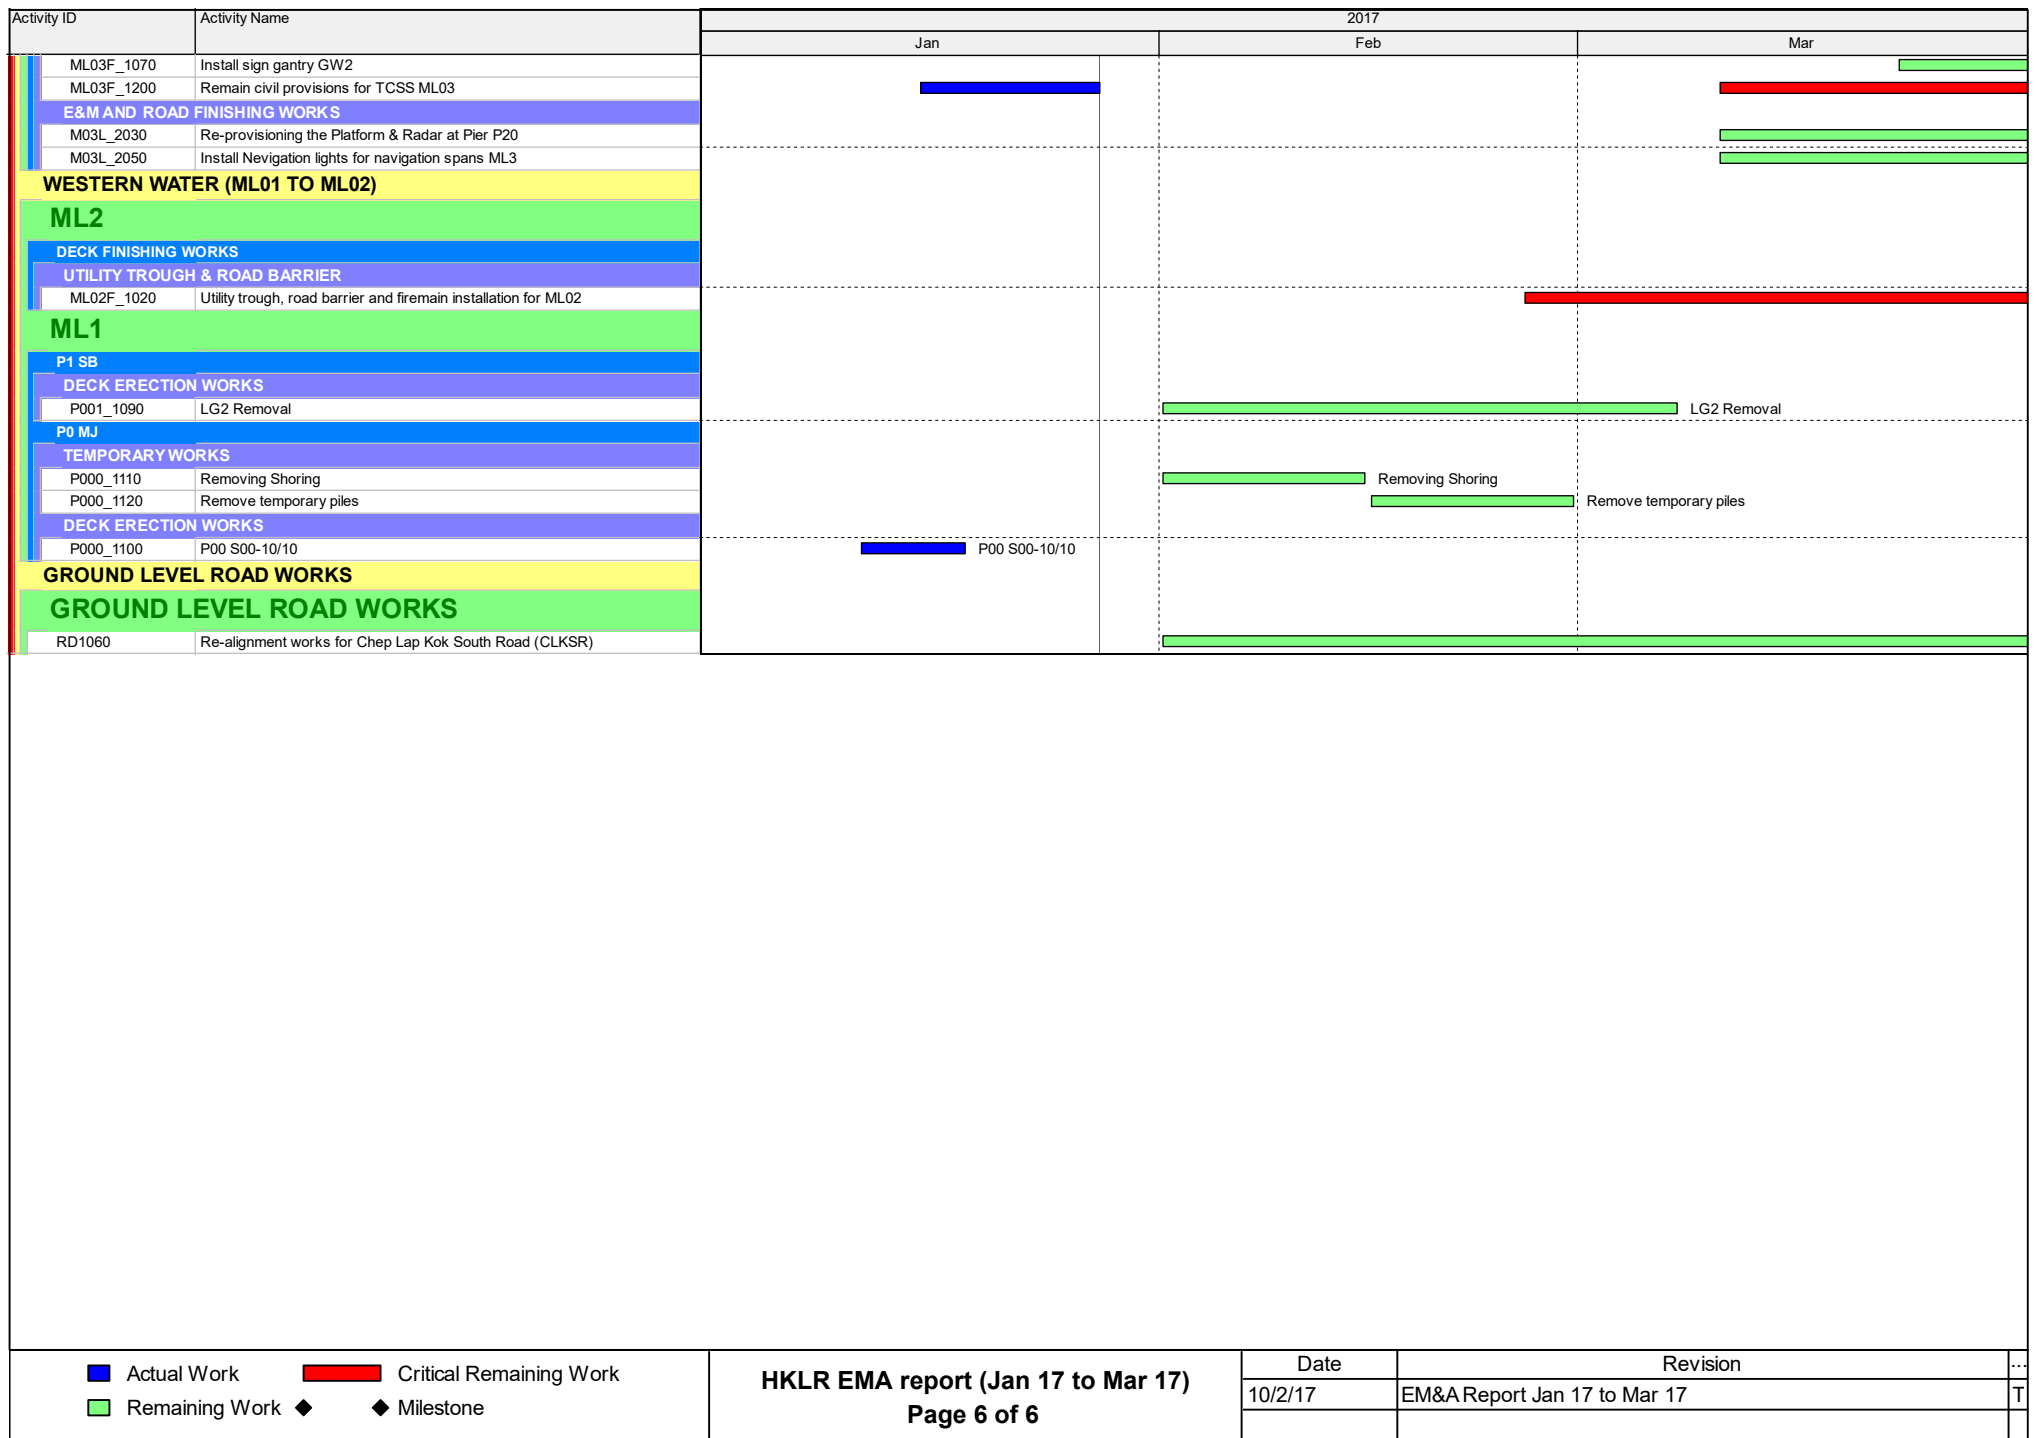 Activity ID Activity Name 2017
Jan Feb Mar
ML03F_1070 Install sign gantry GW2
ML03F_1200 Remain civil provisions for TCSS ML03
E&M AND ROAD FINISHING WORKS
M03L_2030 Re-provisioning the Platform & Radar at Pier P20
M03L_2050 Install Nevigation lights for navigation spans ML3
WESTERN WATER (ML01 TO ML02)
ML2
DECK FINISHING WORKS
UTILITY TROUGH & ROAD BARRIER
ML02F_1020 Utility trough, road barrier and firemain installation for ML02
ML1
P1 SB
DECK ERECTION WORKS
P001_1090 LG2 Removal LG2 Removal
P0 MJ
TEMPORARY WORKS
P000_1110 Removing Shoring Removing Shoring
P000_1120 Remove temporary piles Remove temporary piles
DECK ERECTION WORKS
P000_1100 P00 S00-10/10 P00 S00-10/10
GROUND LEVEL ROAD WORKS
GROUND LEVEL ROAD WORKS
RD1060 Re-alignment works for Chep Lap Kok South Road (CLKSR)
Actual Work Critical Remaining Work
Remaining Work Milestone
HKLR EMA report (Jan 17 to Mar 17)
Page 6 of 6
Date Revision ...
10/2/17 EM&A Report Jan 17 to Mar 17 T